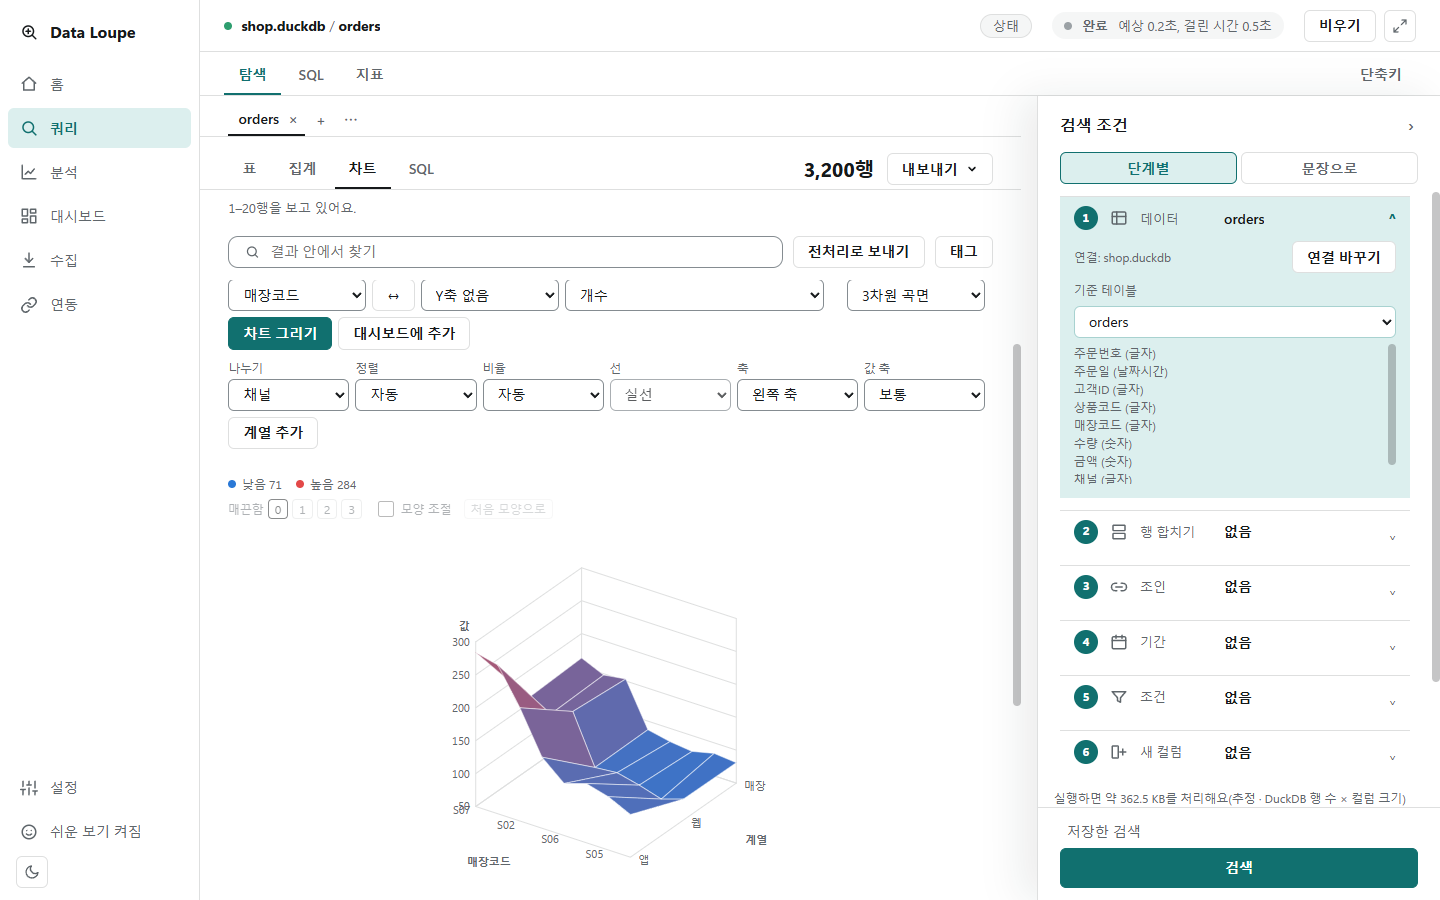 Data Loupe
홈
쿼리
분석
대시보드
수집
연동
설정
쉬운 보기 켜짐
shop.duckdb / orders
상태
완료 예상 0.2초, 걸린 시간 0.5초
비우기
탐색 SQL 지표
단축키
orders × + ···
표 집계 차트 SQL
3,200행
내보내기
1–20행을 보고 있어요.
결과 안에서 찾기
전처리로 보내기
태그
매장코드 ↔ Y축 없음 개수 3차원 곡면
차트 그리기
대시보드에 추가
나누기 정렬 비율 선 축 값 축
채널 자동 자동 실선 왼쪽 축 보통
계열 추가
낮음 71 높음 284
매끈함 0 1 2 3 모양 조절 처음 모양으로
값
300
250
200
150
100
50
S07
S02
S06
S05
매장코드
앱
웹
매장
계열
검색 조건
단계별
문장으로
1 데이터 orders
연결: shop.duckdb
연결 바꾸기
기준 테이블
orders
주문번호 (글자)
주문일 (날짜시간)
고객ID (글자)
상품코드 (글자)
매장코드 (글자)
수량 (숫자)
금액 (숫자)
채널 (글자)
2 행 합치기 없음
3 조인 없음
4 기간 없음
5 조건 없음
6 새 컬럼 없음
실행하면 약 362.5 KB를 처리해요(추정 · DuckDB 행 수 × 컬럼 크기)
저장한 검색
검색